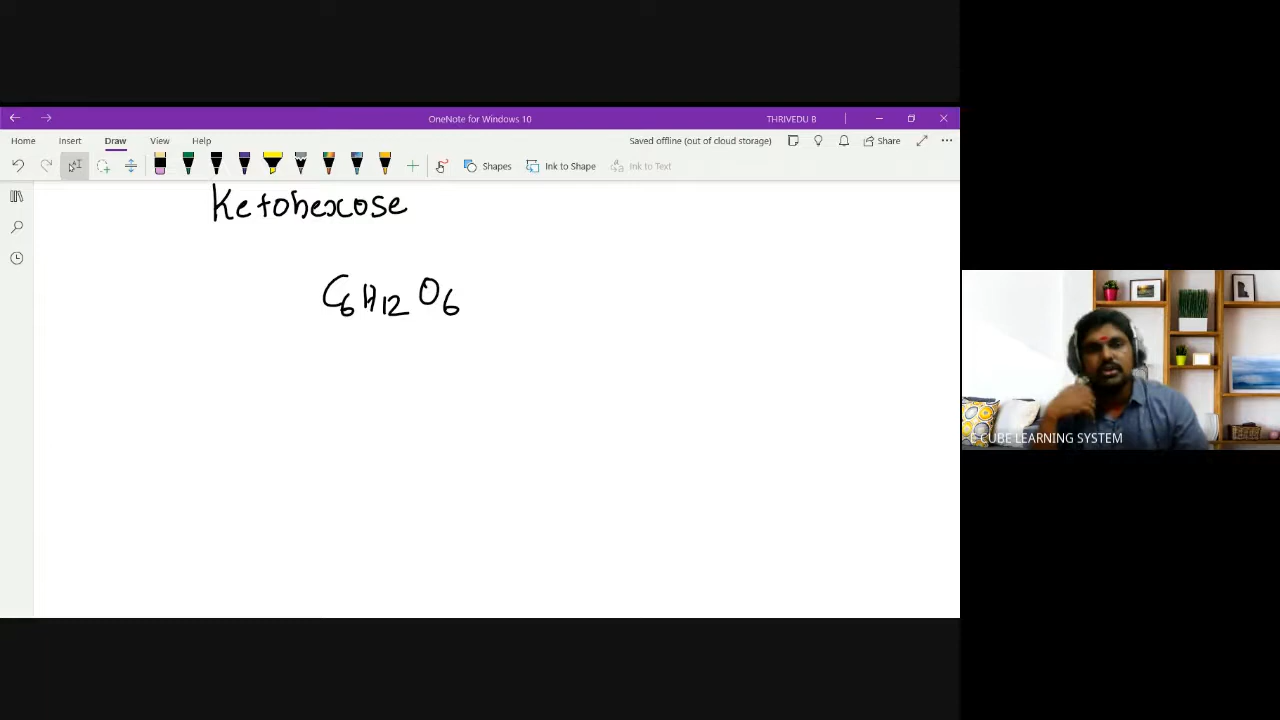 OneNote for Windows 10
THRIVEDU B
Home Insert Draw View Help
Saved offline (out of cloud storage)
Share
Shapes
Ink to Shape
Ink to Text
Ketohexose
C6H12O6
E CUBE LEARNING SYSTEM